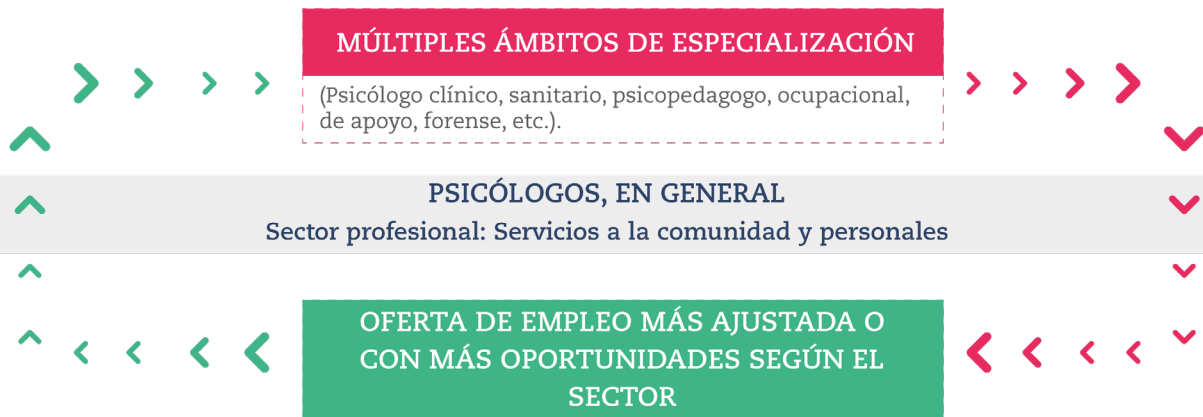 MÚLTIPLES ÁMBITOS DE ESPECIALIZACIÓN
(Psicólogo clínico, sanitario, psicopedagogo, ocupacional,
de apoyo, forense, etc.).
PSICÓLOGOS, EN GENERAL
Sector profesional: Servicios a la comunidad y personales
OFERTA DE EMPLEO MÁS AJUSTADA O
CON MÁS OPORTUNIDADES SEGÚN EL
SECTOR